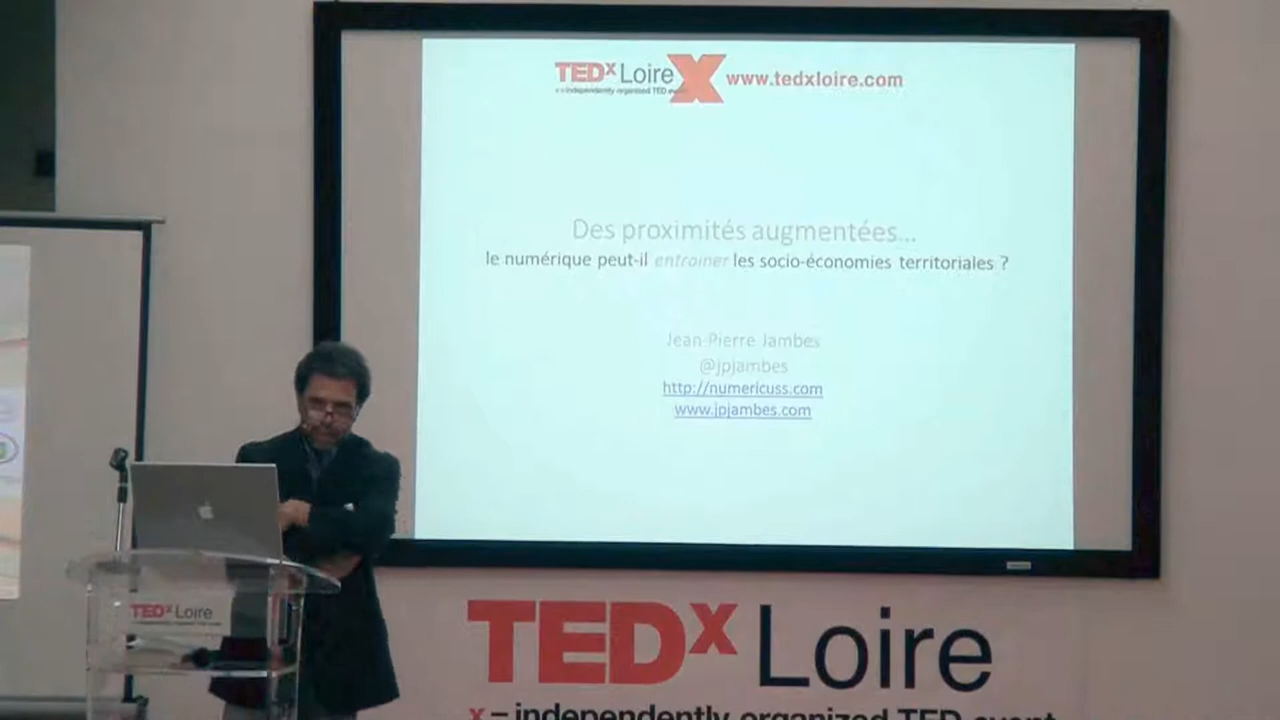 TEDx Loire X www.tedxloire.com
x = independently organized TED
Des proximités augmentées...
le numérique peut-il entrainer les socio-économies territoriales ?
Jean-Pierre Jambes
@jpjambes
http://numericuss.com
www.jpjambes.com
TEDx Loire
TEDx Loire
x = independently organized TED event